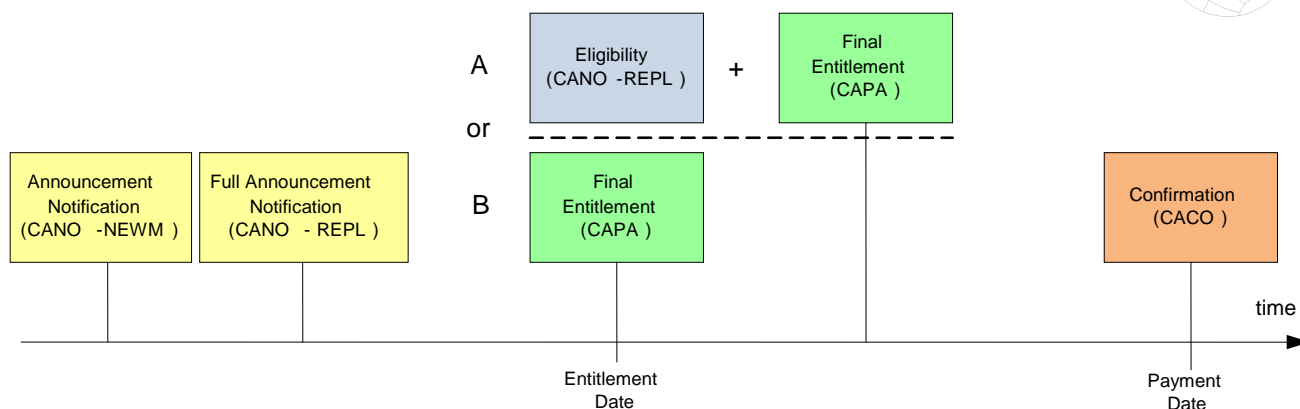 A
Eligibility
(CANO -REPL )
+
Final
Entitlement
(CAPA )
or
Announcement
Notification
(CANO -NEWM )
Full Announcement
Notification
(CANO - REPL )
B
Final
Entitlement
(CAPA )
Confirmation
(CACO )
time
Entitlement
Date
Payment
Date